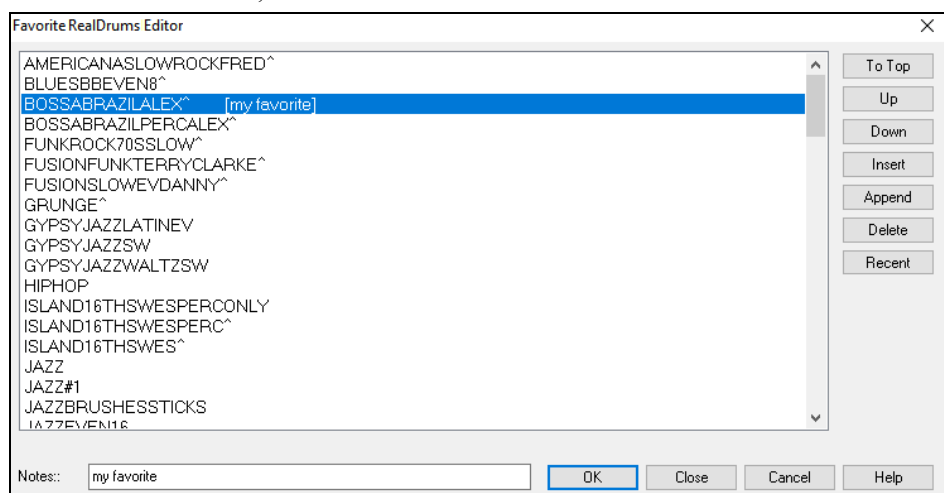 Favorite RealDrums Editor
AMERICANASLOWROCKFRED^
BLUESBBEVEN8^
BOSSABRAZILALEX^ [my favorite]
BOSSABRAZILPERCALEX^
FUNKROCK70SSLOW^
FUSIONFUNKTERRYCLARKE^
FUSIONSLOWEVDANNY^
GRUNGE^
GYPSYJAZZLATINEV
GYPSYJAZZSW
GYPSYJAZZWALTZSW
HIPHOP
ISLAND16THSWESPERCONLY
ISLAND16THSWESPERC^
ISLAND16THSWES^
JAZZ
JAZZ#1
JAZZBRUSHESSTICKS
JAZZEVEN16
To Top
Up
Down
Insert
Append
Delete
Recent
Notes:: my favorite OK Close Cancel Help